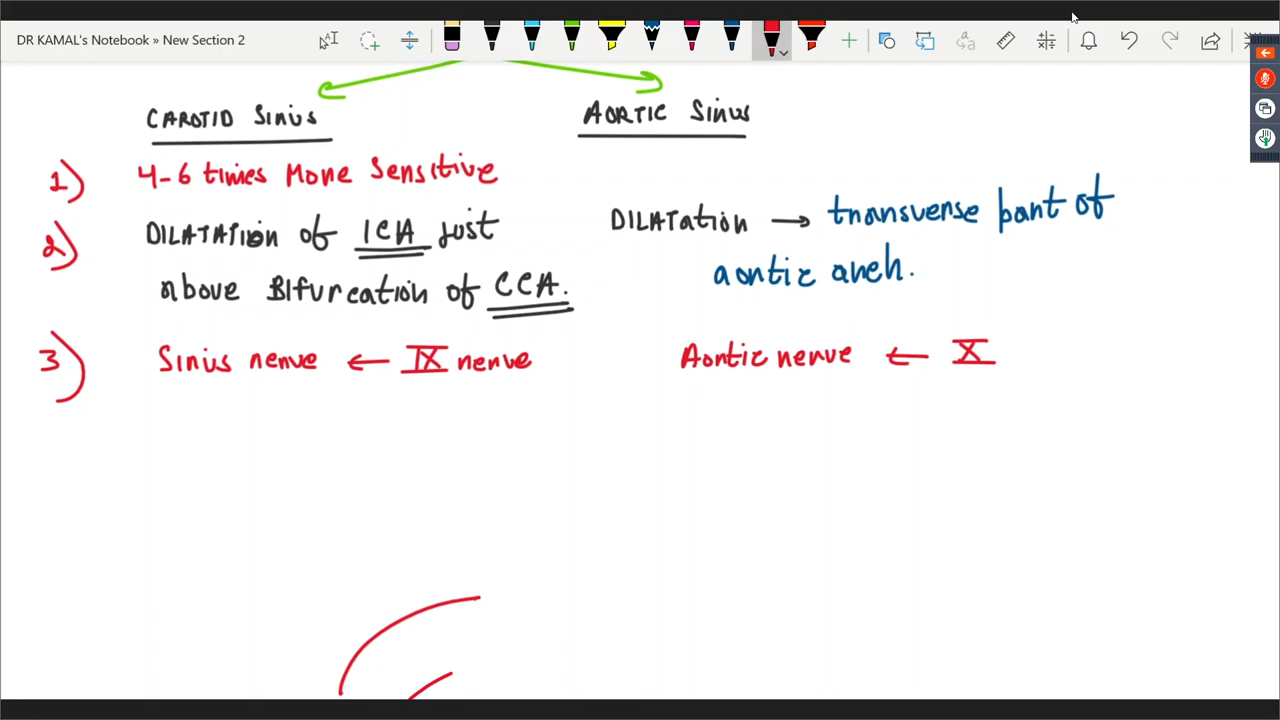 DR KAMAL's Notebook » New Section 2
CAROTID Sinus
AORTIC Sinus
1) 4-6 times More Sensitive
2) DILATATION of ICA just
above Bifurcation of CCA.
DILATATION → transverse part of
aortic arch.
3) Sinus nerve ← IX nerve
Aortic nerve ← X